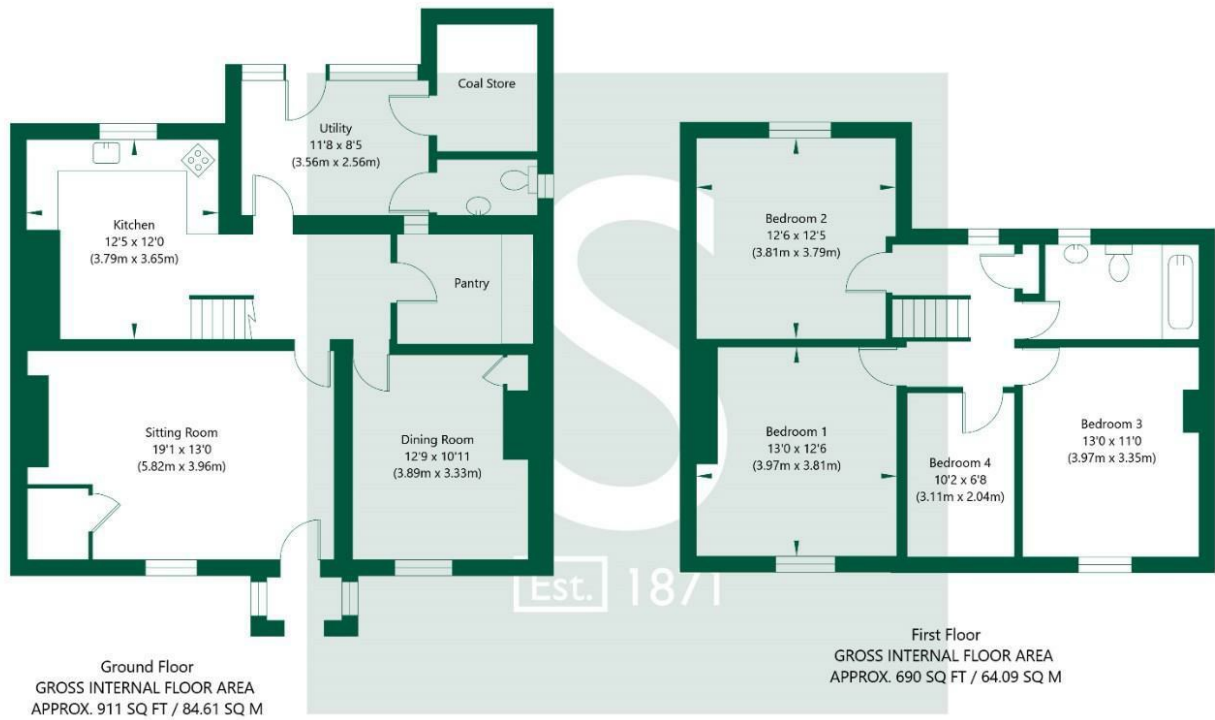 Coal Store
Utility
11'8 x 8'5
(3.56m x 2.56m)
Kitchen
12'5 x 12'0
(3.79m x 3.65m)
Pantry
Sitting Room
19'1 x 13'0
(5.82m x 3.96m)
Dining Room
12'9 x 10'11
(3.89m x 3.33m)
Bedroom 2
12'6 x 12'5
(3.81m x 3.79m)
Bedroom 1
13'0 x 12'6
(3.97m x 3.81m)
Bedroom 4
10'2 x 6'8
(3.11m x 2.04m)
Bedroom 3
13'0 x 11'0
(3.97m x 3.35m)
S
Est. 1871
Ground Floor
GROSS INTERNAL FLOOR AREA
APPROX. 911 SQ FT / 84.61 SQ M
First Floor
GROSS INTERNAL FLOOR AREA
APPROX. 690 SQ FT / 64.09 SQ M